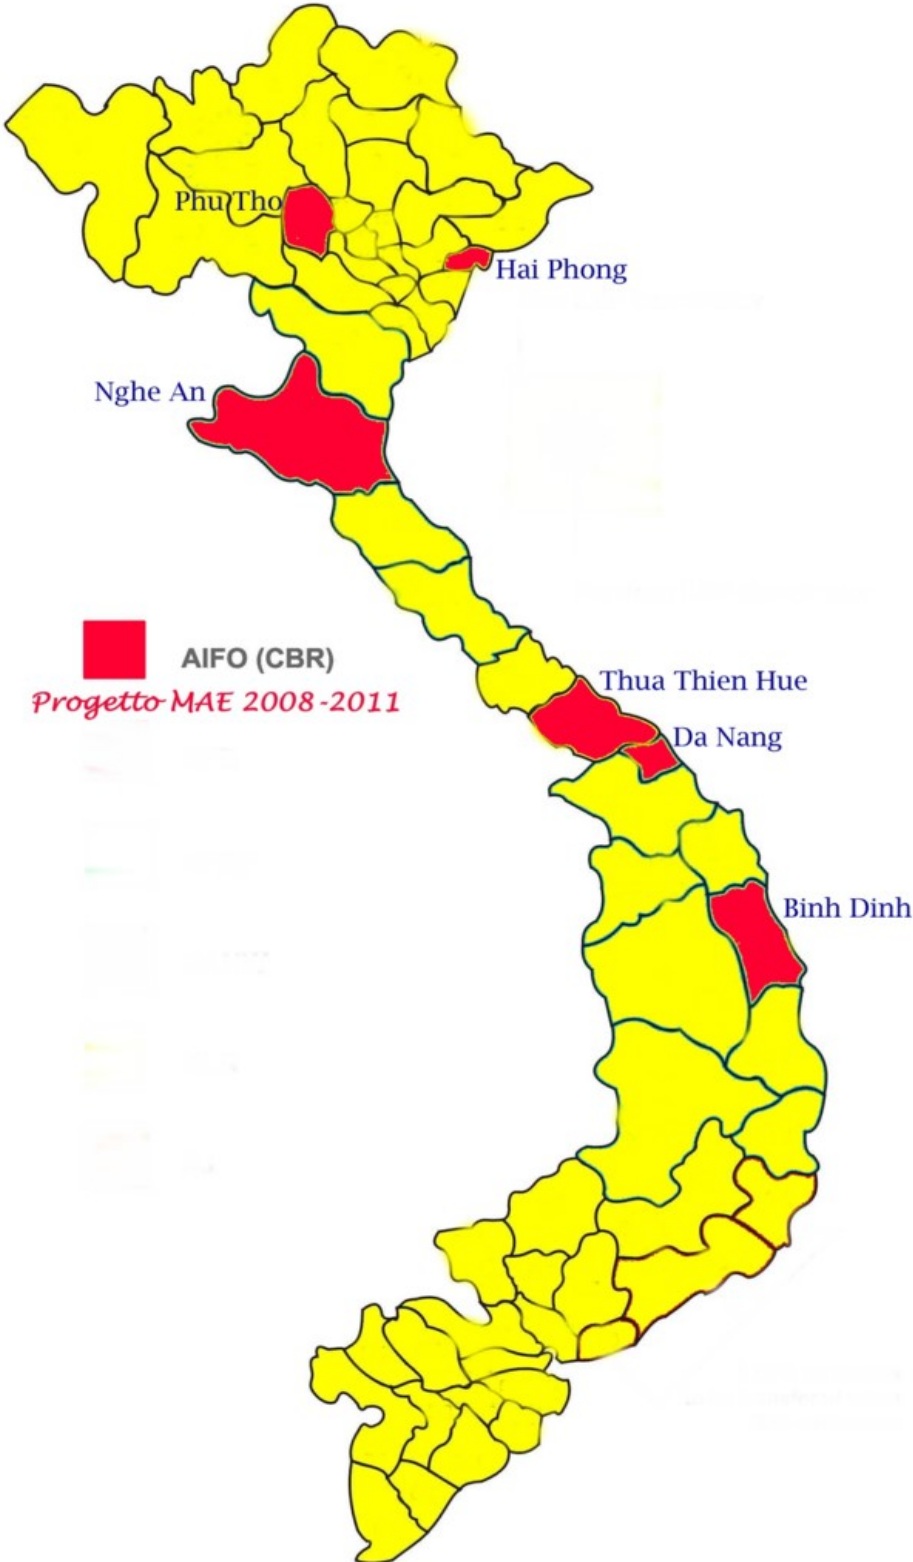 Phu Tho
Hai Phong
Nghe An
AIFO (CBR)
Progetto MAE 2008-2011
Thua Thien Hue
Da Nang
Binh Dinh